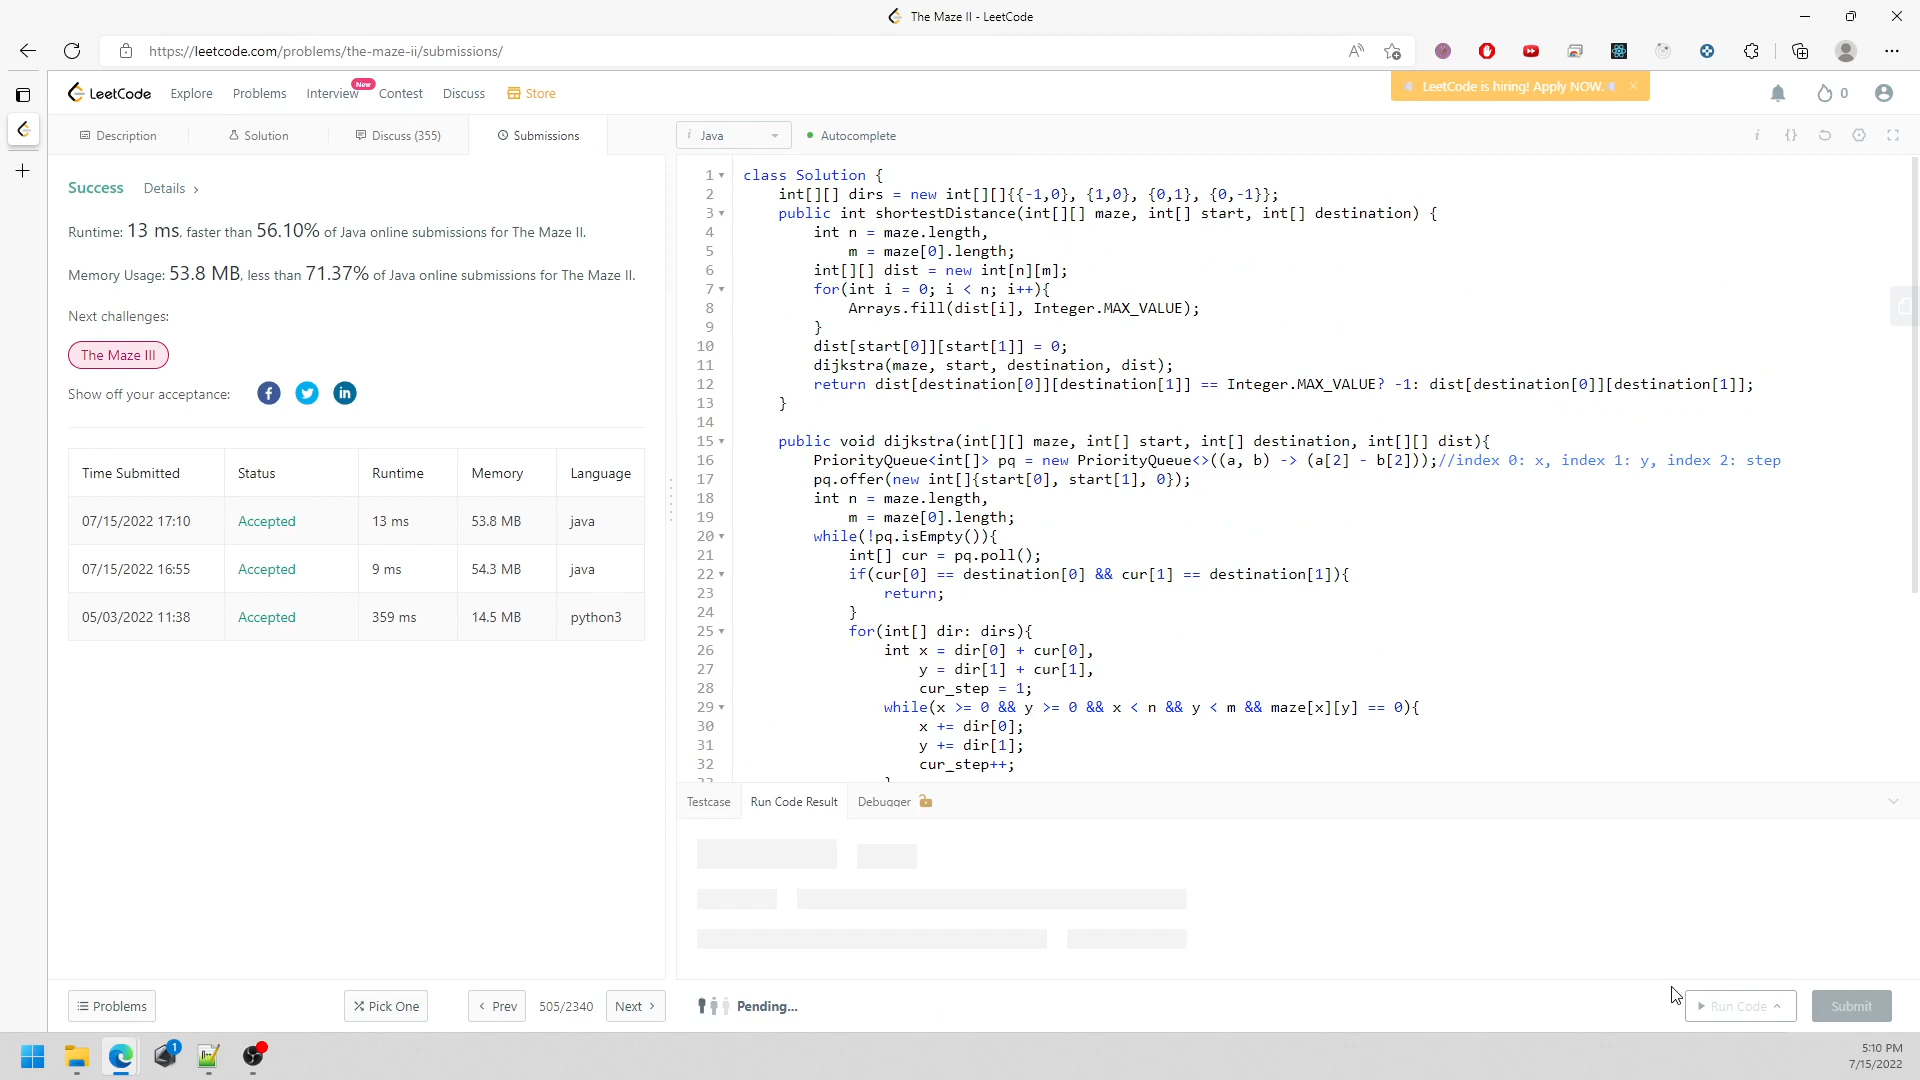 The Maze II - LeetCode
https://leetcode.com/problems/the-maze-ii/submissions/
LeetCode
Explore
Problems
Interview
New
Contest
Discuss
Store
LeetCode is hiring! Apply NOW.
0
Description
Solution
Discuss (355)
Submissions
Java
Autocomplete
Success
Details
Runtime: 13 ms, faster than 56.10% of Java online submissions for The Maze II.
Memory Usage: 53.8 MB, less than 71.37% of Java online submissions for The Maze II.
Next challenges:
The Maze III
Show off your acceptance:
Time Submitted Status Runtime Memory Language
07/15/2022 17:10 Accepted 13 ms 53.8 MB java
07/15/2022 16:55 Accepted 9 ms 54.3 MB java
05/03/2022 11:38 Accepted 359 ms 14.5 MB python3
1 class Solution {
2 int[][] dirs = new int[][]{{-1,0}, {1,0}, {0,1}, {0,-1}};
3 public int shortestDistance(int[][] maze, int[] start, int[] destination) {
4 int n = maze.length,
5 m = maze[0].length;
6 int[][] dist = new int[n][m];
7 for(int i = 0; i < n; i++){
8 Arrays.fill(dist[i], Integer.MAX_VALUE);
9 }
10 dist[start[0]][start[1]] = 0;
11 dijkstra(maze, start, destination, dist);
12 return dist[destination[0]][destination[1]] == Integer.MAX_VALUE? -1: dist[destination[0]][destination[1]];
13 }
14
15 public void dijkstra(int[][] maze, int[] start, int[] destination, int[][] dist){
16 PriorityQueue<int[]> pq = new PriorityQueue<>((a, b) -> (a[2] - b[2]));//index 0: x, index 1: y, index 2: step
17 pq.offer(new int[]{start[0], start[1], 0});
18 int n = maze.length,
19 m = maze[0].length;
20 while(!pq.isEmpty()){
21 int[] cur = pq.poll();
22 if(cur[0] == destination[0] && cur[1] == destination[1]){
23 return;
24 }
25 for(int[] dir: dirs){
26 int x = dir[0] + cur[0],
27 y = dir[1] + cur[1],
28 cur_step = 1;
29 while(x >= 0 && y >= 0 && x < n && y < m && maze[x][y] == 0){
30 x += dir[0];
31 y += dir[1];
32 cur_step++;
Testcase
Run Code Result
Debugger
Problems
Pick One
Prev
505/2340
Next
Pending...
Run Code
Submit
1
5:10 PM
7/15/2022